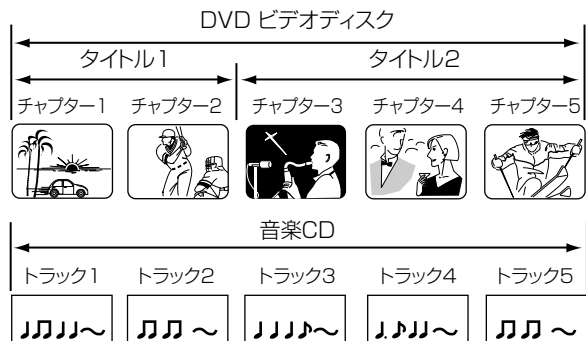 DVD ビデオディスク
タイトル1 タイトル2
チャプター1 チャプター2 チャプター3 チャプター4 チャプター5
音楽CD
トラック1 トラック2 トラック3 トラック4 トラック5